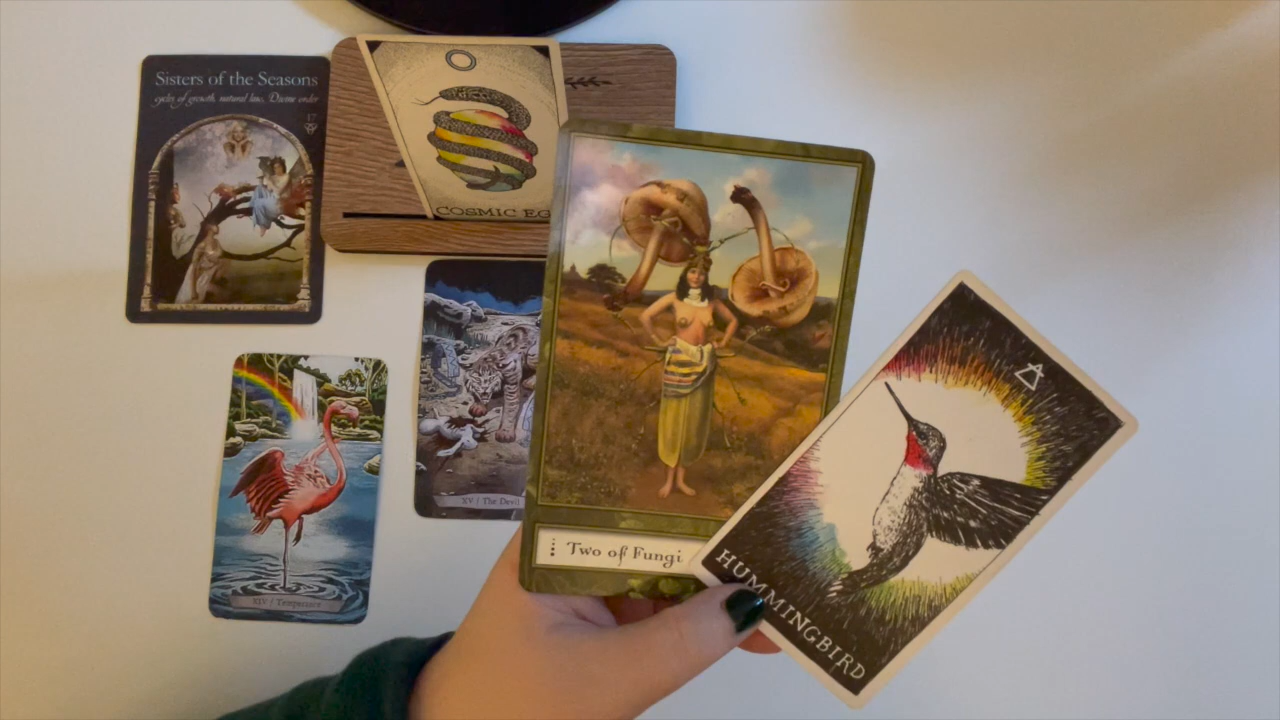 Sisters of the Seasons
cycles of growth, natural law, Divine order
17
COSMIC EG
XIV / Temperance
XV / The Devil
Two of Fungi
HUMMINGBIRD